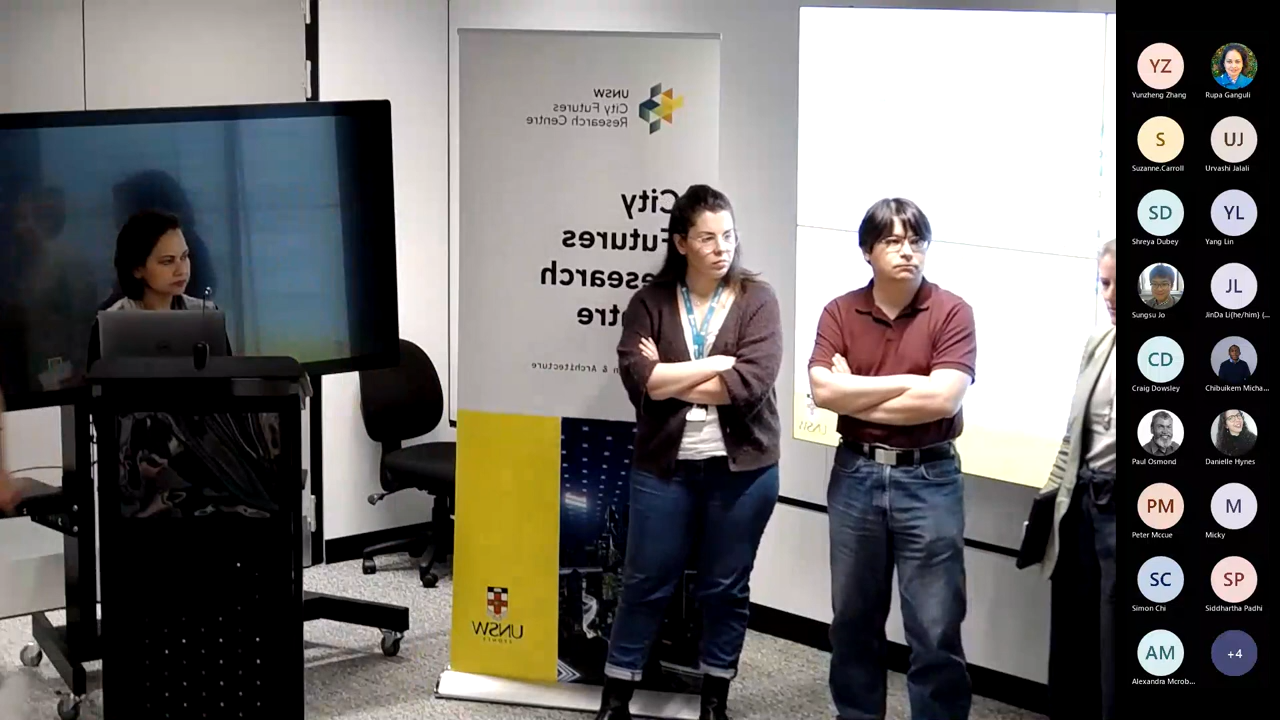 UNSW
City Futures
Research Centre
City
Futures
Research
ntre
n & Architecture
UNSW
SYDNEY
UNSW
YZ
Yunzheng Zhang
Rupa Ganguli
S
Suzanne.Carroll
UJ
Urvashi Jalali
SD
Shreya Dubey
YL
Yang Lin
Sungsu Jo
JL
JinDa Li(he/him) (...
CD
Craig Dowsley
Chibuikem Micha...
Paul Osmond
Danielle Hynes
PM
Peter Mccue
M
Micky
SC
Simon Chi
SP
Siddhartha Padhi
AM
Alexandra Mcrob...
+4